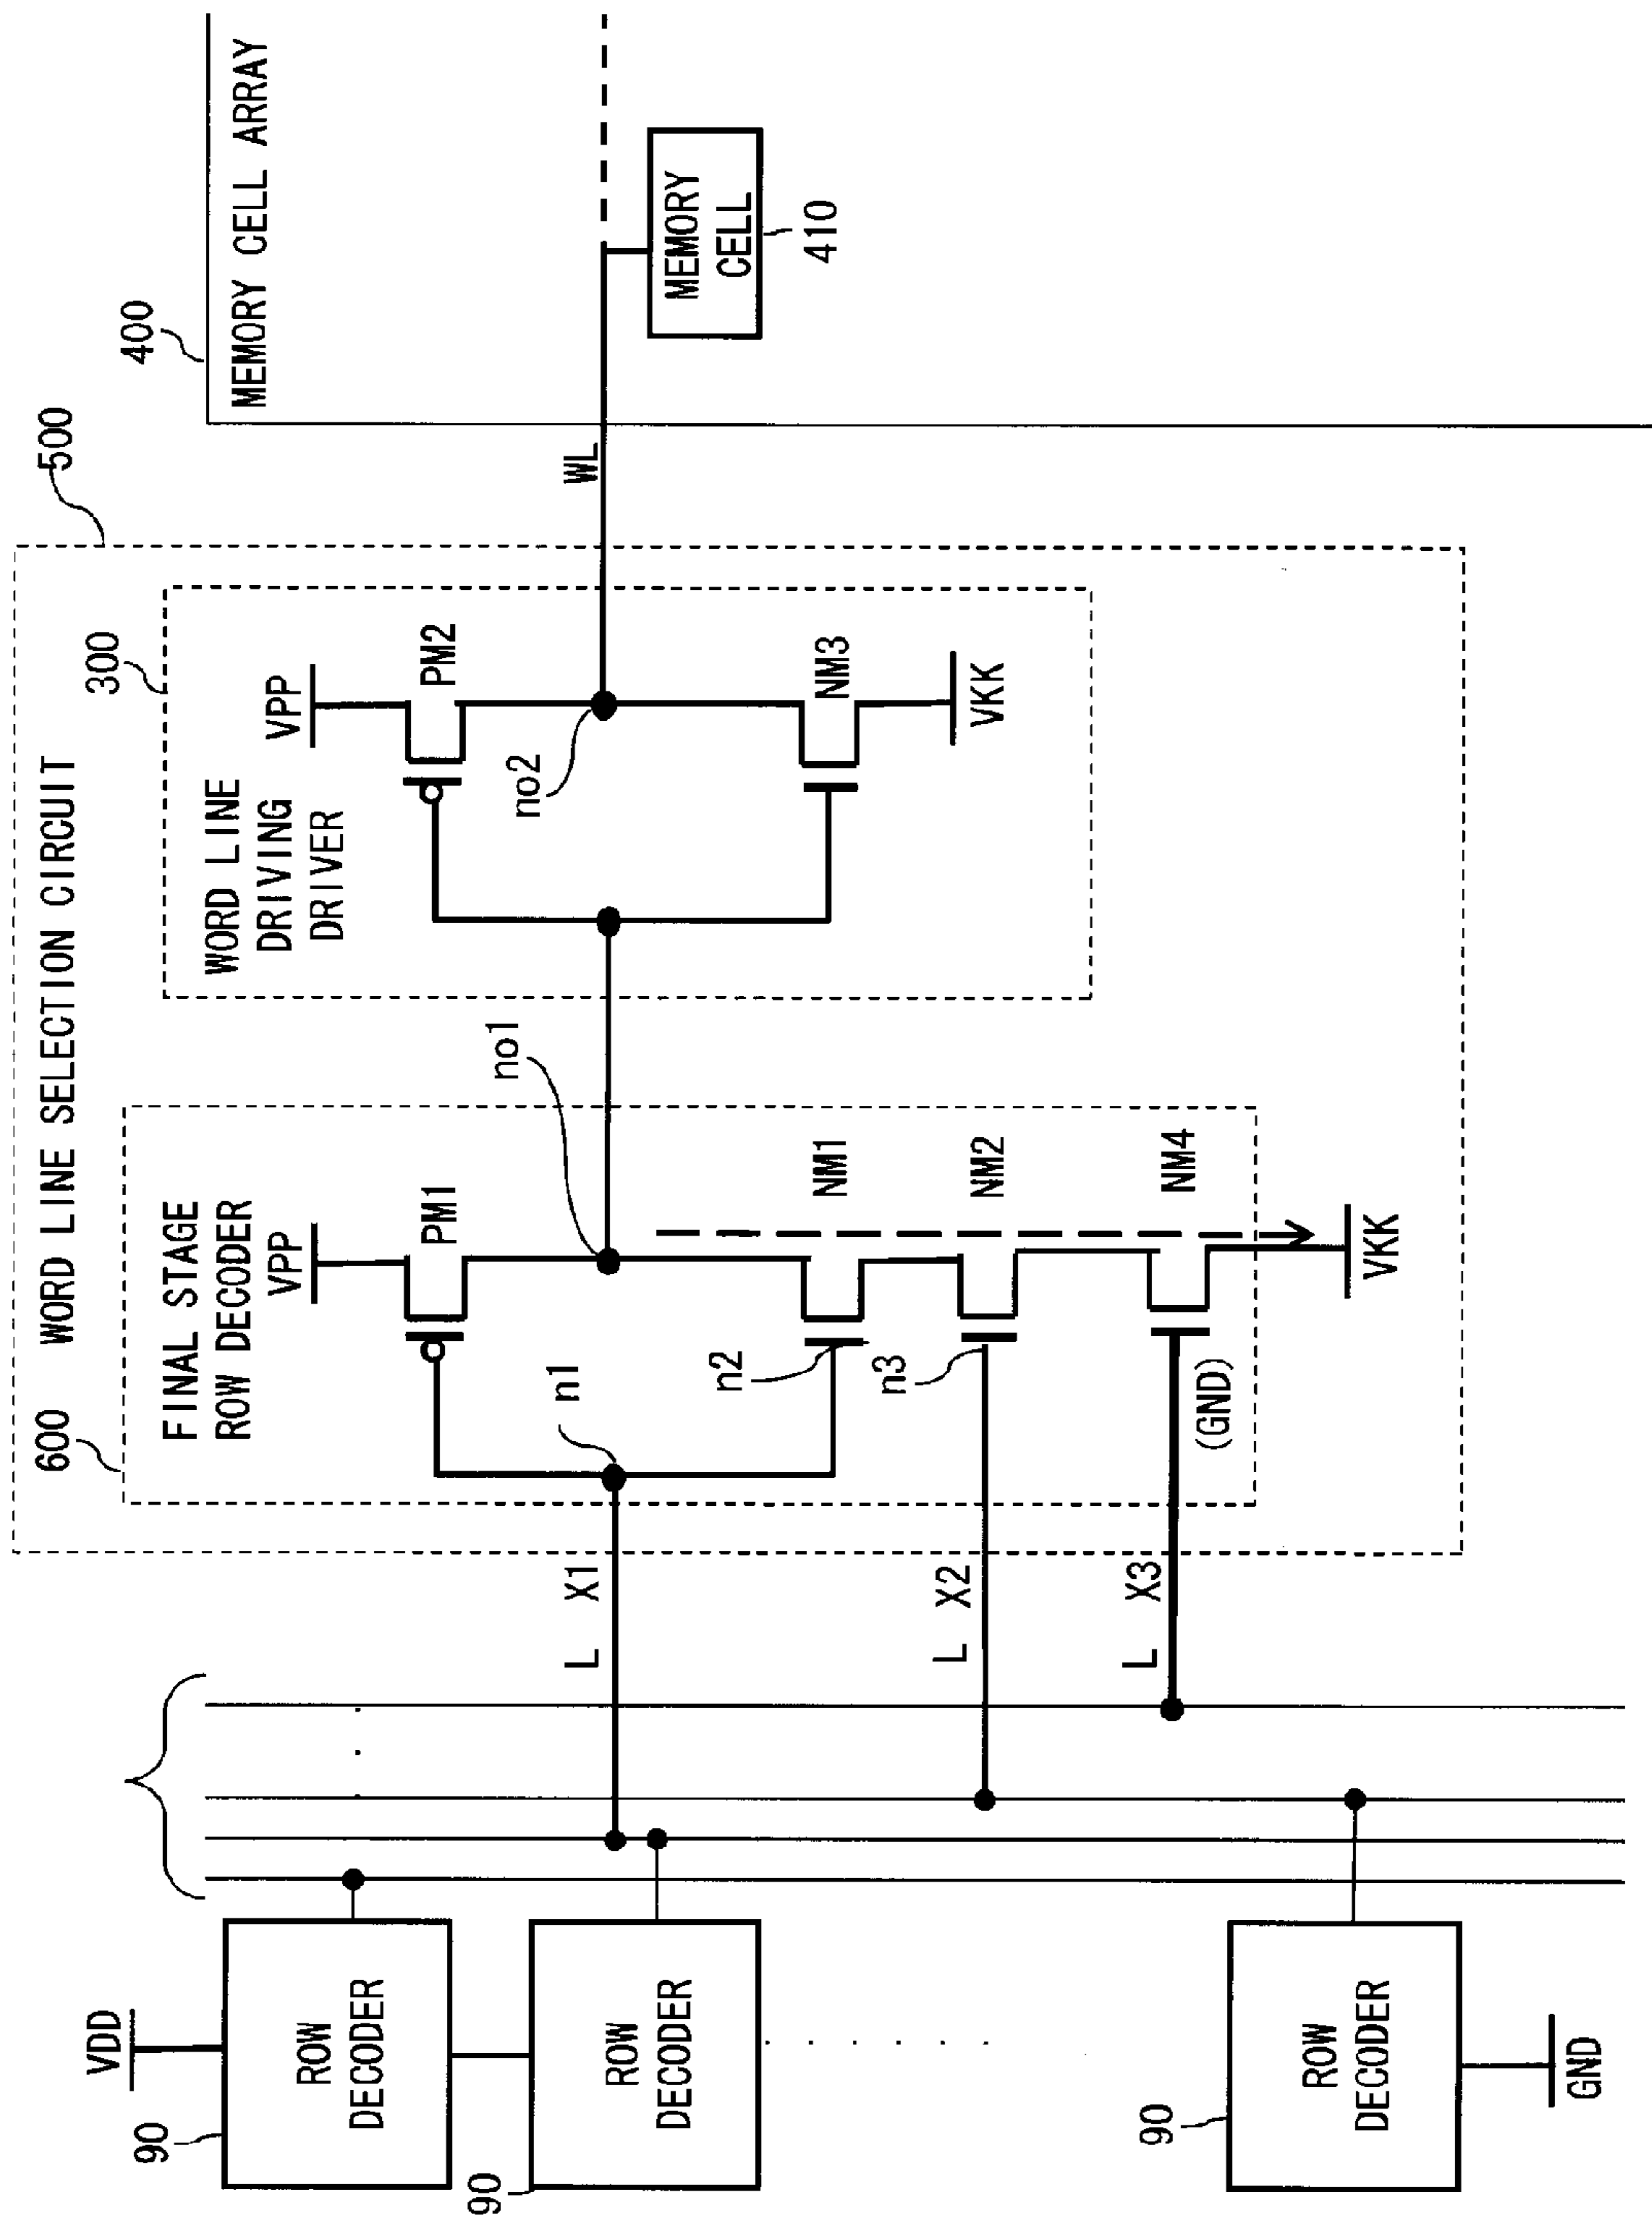 500
WORD LINE SELECTION CIRCUIT
400
MEMORY CELL ARRAY
600
FINAL STAGE
ROW DECODER
VPP
PM1
no1
n1
n2
NM1
n3
NM2
NM4
(GND)
VKK
300
WORD LINE
DRIVING
DRIVER
VPP
PM2
no2
NM3
VKK
WL
MEMORY
CELL
410
L X1
L X2
L X3
VDD
90
ROW
DECODER
90
ROW
DECODER
90
ROW
DECODER
GND